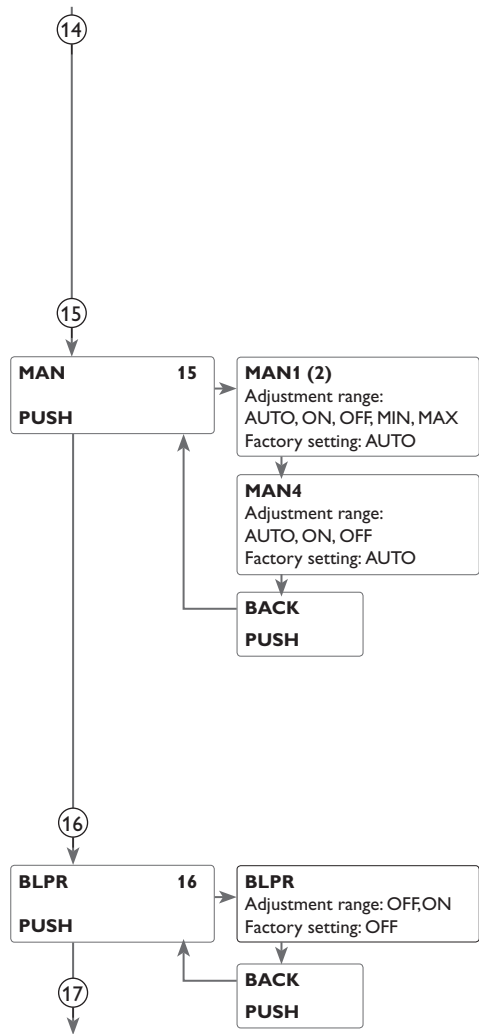 14
15
MAN 15
PUSH
MAN1 (2)
Adjustment range:
AUTO, ON, OFF, MIN, MAX
Factory setting: AUTO
MAN4
Adjustment range:
AUTO, ON, OFF
Factory setting: AUTO
BACK
PUSH
16
BLPR 16
PUSH
BLPR
Adjustment range: OFF,ON
Factory setting: OFF
BACK
PUSH
17